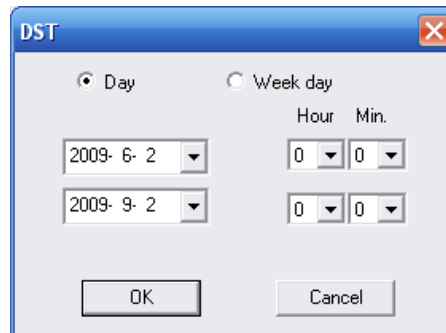 DST
Day Week day
Hour Min.
2009- 6- 2 0 0
2009- 9- 2 0 0
OK Cancel